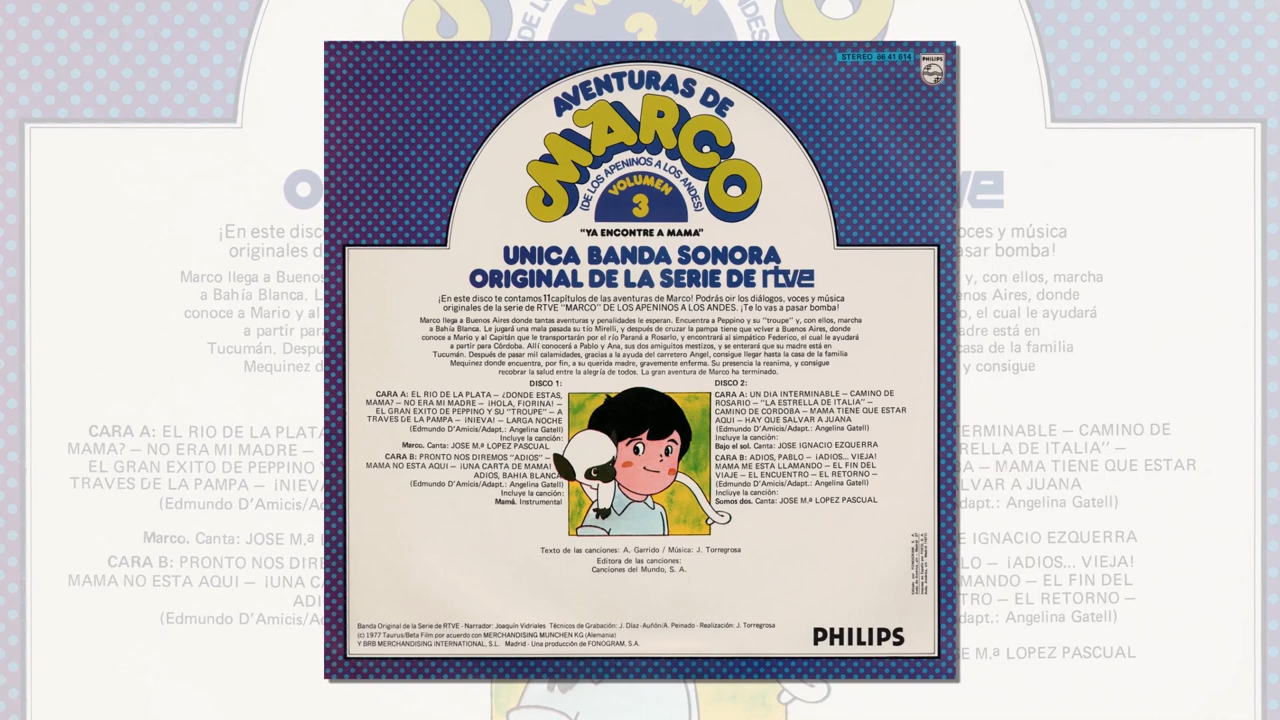 STEREO 66 41 614
PHILIPS
AVENTURAS DE
MARCO
(DE LOS APENINOS A LOS ANDES)
VOLUMEN
3
"YA ENCONTRE A MAMA"
UNICA BANDA SONORA
ORIGINAL DE LA SERIE DE rtve
¡En este disco te contamos 11 capítulos de las aventuras de Marco! Podrás oir los diálogos, voces y música
originales de la serie de RTVE "MARCO" DE LOS APENINOS A LOS ANDES. ¡Te lo vas a pasar bomba!
Marco llega a Buenos Aires donde tantas aventuras y penalidades le esperan. Encuentra a Peppino y su "troupe" y, con ellos, marcha
a Bahía Blanca. Le jugará una mala pasada su tío Mirelli, y después de cruzar la pampa tiene que volver a Buenos Aires, donde
conoce a Mario y al Capitán que le transportarán por el río Paraná a Rosario, y encontrará al simpático Federico, el cual le ayudará
a partir para Córdoba. Allí conocerá a Pablo y Ana, sus dos amiguitos mestizos, y se enterará que su madre está en
Tucumán. Después de pasar mil calamidades, gracias a la ayuda del carretero Angel, consigue llegar hasta la casa de la familia
Mequinez donde encuentra, por fin, a su querida madre, gravemente enferma. Su presencia la reanima, y consigue
recobrar la salud entre la alegría de todos. La gran aventura de Marco ha terminado.
DISCO 1:
CARA A: EL RIO DE LA PLATA — ¿DONDE ESTAS,
MAMA? — NO ERA MI MADRE — ¡HOLA, FIORINA! —
EL GRAN EXITO DE PEPPINO Y SU "TROUPE" — A
TRAVES DE LA PAMPA — ¡NIEVA! — LARGA NOCHE
(Edmundo D'Amicis/Adapt.: Angelina Gatell)
Incluye la canción:
Marco. Canta: JOSE M.ª LOPEZ PASCUAL
CARA B: PRONTO NOS DIREMOS "ADIOS" —
MAMA NO ESTA AQUI — ¡UNA CARTA DE MAMA!
ADIOS, BAHIA BLANCA
(Edmundo D'Amicis/Adapt.: Angelina Gatell)
Incluye la canción:
Mamá. Instrumental
DISCO 2:
CARA A: UN DIA INTERMINABLE — CAMINO DE
ROSARIO — "LA ESTRELLA DE ITALIA" —
CAMINO DE CORDOBA — MAMA TIENE QUE ESTAR
AQUI — HAY QUE SALVAR A JUANA
(Edmundo D'Amicis/Adapt.: Angelina Gatell)
Incluye la canción:
Bajo el sol. Canta: JOSE IGNACIO EZQUERRA
CARA B: ADIOS, PABLO — ¡ADIOS... VIEJA!
MAMA ME ESTA LLAMANDO — EL FIN DEL
VIAJE — EL ENCUENTRO — EL RETORNO —
(Edmundo D'Amicis/Adapt.: Angelina Gatell)
Incluye la canción:
Somos dos. Canta: JOSE M.ª LOPEZ PASCUAL
Texto de las canciones: A. Garrido / Música: J. Torregrosa
Editora de las canciones:
Canciones del Mundo, S. A.
Banda Original de la Serie de RTVE - Narrador: Joaquín Vidriales Técnicos de Grabación: J. Díaz - Auñón/A. Peinado - Realización: J. Torregrosa
(c) 1977 Taurus/Beta Film por acuerdo con MERCHANDISING MUNCHEN KG (Alemania)
Y BRB MERCHANDISING INTERNATIONAL, S.L. Madrid - Una producción de FONOGRAM, S.A.
PHILIPS